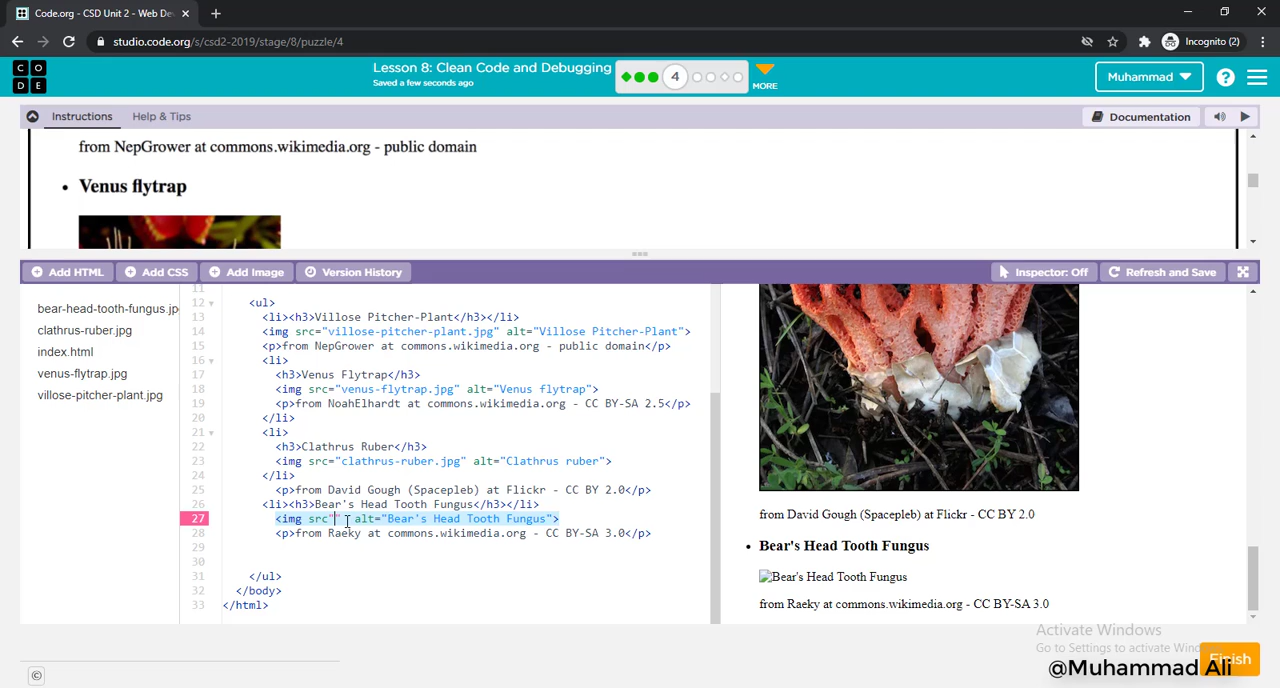 Code.org - CSD Unit 2 - Web De
studio.code.org/s/csd2-2019/stage/8/puzzle/4
Incognito (2)
C O
D E
Lesson 8: Clean Code and Debugging
Saved a few seconds ago
4
MORE
Muhammad
?
Instructions
Help & Tips
Documentation
from NepGrower at commons.wikimedia.org - public domain
• Venus flytrap
Add HTML
Add CSS
Add Image
Version History
Inspector: Off
Refresh and Save
bear-head-tooth-fungus.jp
clathrus-ruber.jpg
index.html
venus-flytrap.jpg
villose-pitcher-plant.jpg
11
12 <ul>
13 <li><h3>Villose Pitcher-Plant</h3></li>
14 <img src="villose-pitcher-plant.jpg" alt="Villose Pitcher-Plant">
15 <p>from NepGrower at commons.wikimedia.org - public domain</p>
16 <li>
17 <h3>Venus Flytrap</h3>
18 <img src="venus-flytrap.jpg" alt="Venus flytrap">
19 <p>from NoahElhardt at commons.wikimedia.org - CC BY-SA 2.5</p>
20 </li>
21 <li>
22 <h3>Clathrus Ruber</h3>
23 <img src="clathrus-ruber.jpg" alt="Clathrus ruber">
24 </li>
25 <p>from David Gough (Spacepleb) at Flickr - CC BY 2.0</p>
26 <li><h3>Bear's Head Tooth Fungus</h3></li>
27 <img src"" alt="Bear's Head Tooth Fungus">
28 <p>from Raeky at commons.wikimedia.org - CC BY-SA 3.0</p>
29
30
31 </ul>
32 </body>
33 </html>
from David Gough (Spacepleb) at Flickr - CC BY 2.0
• Bear's Head Tooth Fungus
Bear's Head Tooth Fungus
from Raeky at commons.wikimedia.org - CC BY-SA 3.0
Activate Windows
Go to Settings to activate Wind
Finish
@Muhammad Ali
©